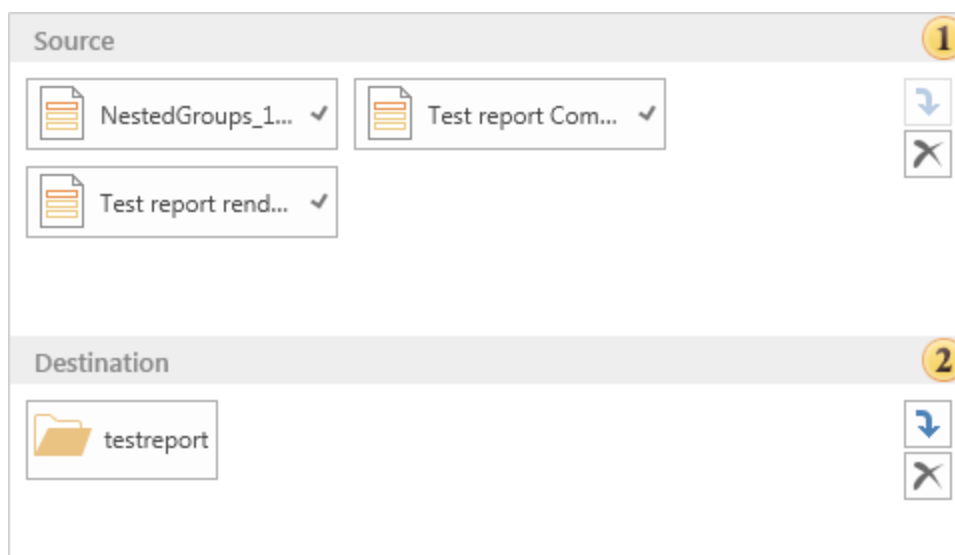 Source
1
NestedGroups_1...
Test report Com...
Test report rend...
Destination
2
testreport